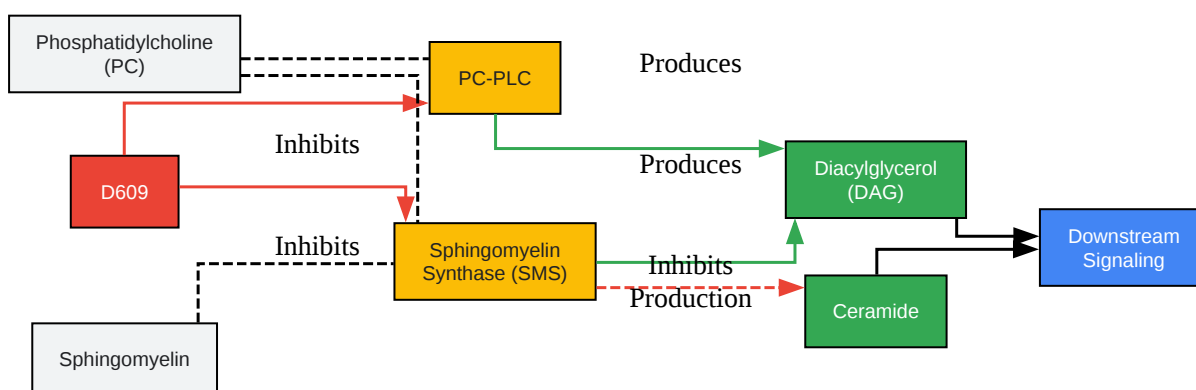 Phosphatidylcholine
(PC)
PC-PLC
Produces
Inhibits
Produces
D609
Diacylglycerol
(DAG)
Inhibits
Sphingomyelin
Synthase (SMS)
Inhibits
Production
Downstream
Signaling
Ceramide
Sphingomyelin